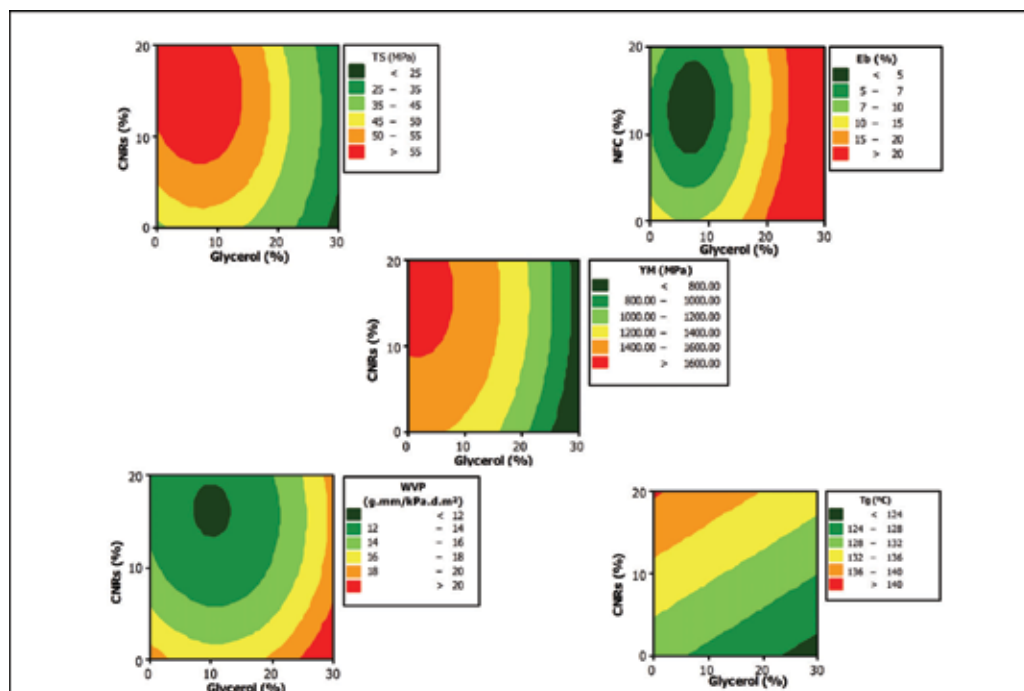 TS (MPa)
< 25
25 – 35
35 – 45
45 – 50
50 – 55
> 55
20
10
0
CNRs (%)
10
20
30
Glycerol (%)
Eb (%)
< 5
5 – 7
7 – 10
10 – 15
15 – 20
> 20
20
10
0
NFC (%)
0
10
20
30
Glycerol (%)
YM (MPa)
< 800.00
800.00 – 1000.00
1000.00 – 1200.00
1200.00 – 1400.00
1400.00 – 1600.00
> 1600.00
20
10
0
CNRs (%)
0
10
20
30
Glycerol (%)
WVP
(g.mm/kPa.d.m²)
< 12
12 – 14
14 – 16
16 – 18
18 – 20
> 20
20
10
0
CNRs (%)
0
10
20
30
Glycerol (%)
Tg (ºC)
< 124
124 – 128
128 – 132
132 – 136
136 – 140
> 140
20
10
0
CNRs (%)
0
10
20
30
Glycerol (%)